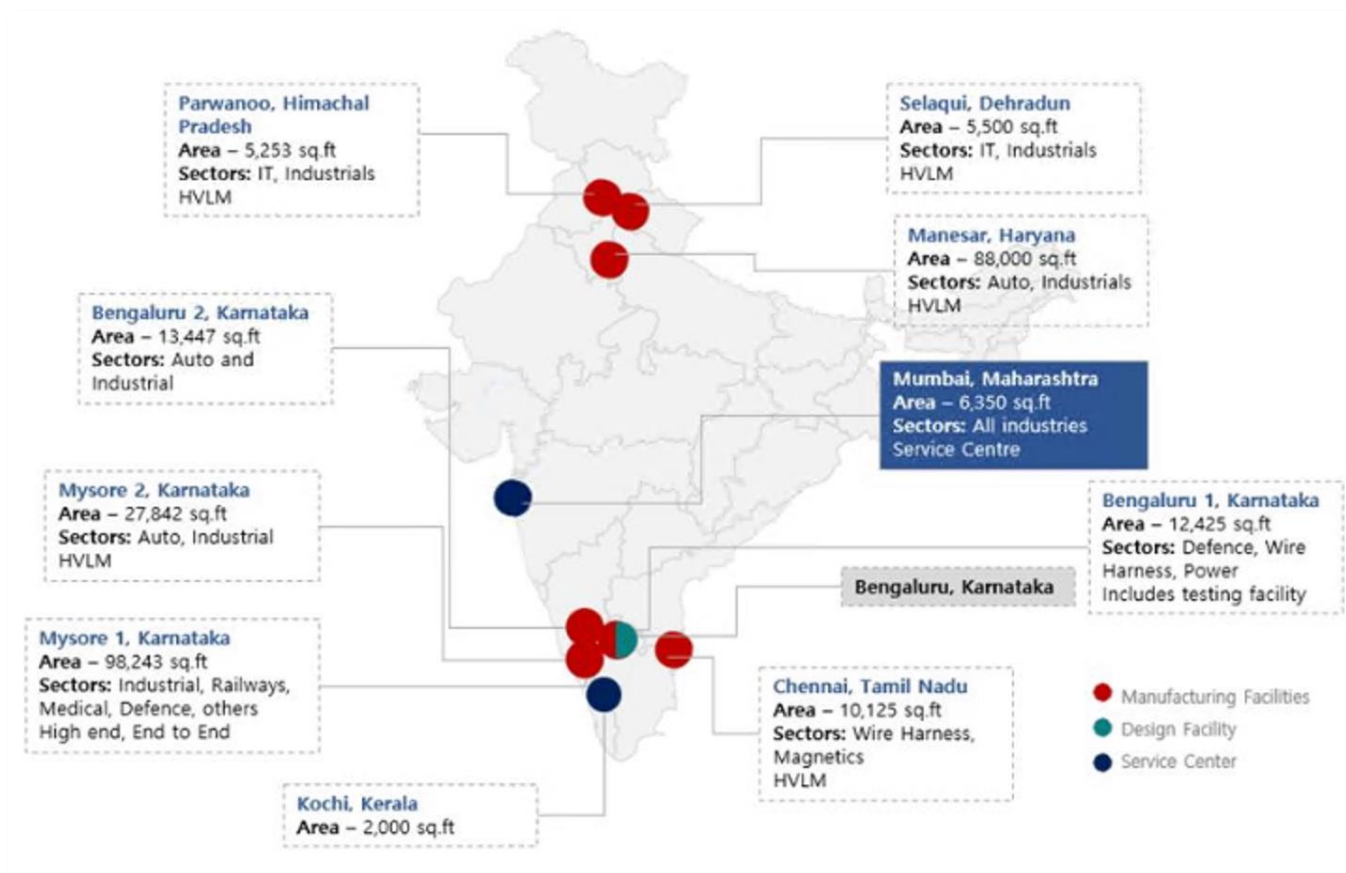 Parwanoo, Himachal
Pradesh
Area – 5,253 sq.ft
Sectors: IT, Industrials
HVLM
Selaqui, Dehradun
Area – 5,500 sq.ft
Sectors: IT, Industrials
HVLM
Manesar, Haryana
Area – 88,000 sq.ft
Sectors: Auto, Industrials
HVLM
Bengaluru 2, Karnataka
Area – 13,447 sq.ft
Sectors: Auto and
Industrial
Mumbai, Maharashtra
Area – 6,350 sq.ft
Sectors: All industries
Service Centre
Mysore 2, Karnataka
Area – 27,842 sq.ft
Sectors: Auto, Industrial
HVLM
Bengaluru 1, Karnataka
Area – 12,425 sq.ft
Sectors: Defence, Wire
Harness, Power
Includes testing facility
Bengaluru, Karnataka
Mysore 1, Karnataka
Area – 98,243 sq.ft
Sectors: Industrial, Railways,
Medical, Defence, others
High end, End to End
Chennai, Tamil Nadu
Area – 10,125 sq.ft
Sectors: Wire Harness,
Magnetics
HVLM
Manufacturing Facilities
Design Facility
Service Center
Kochi, Kerala
Area – 2,000 sq.ft